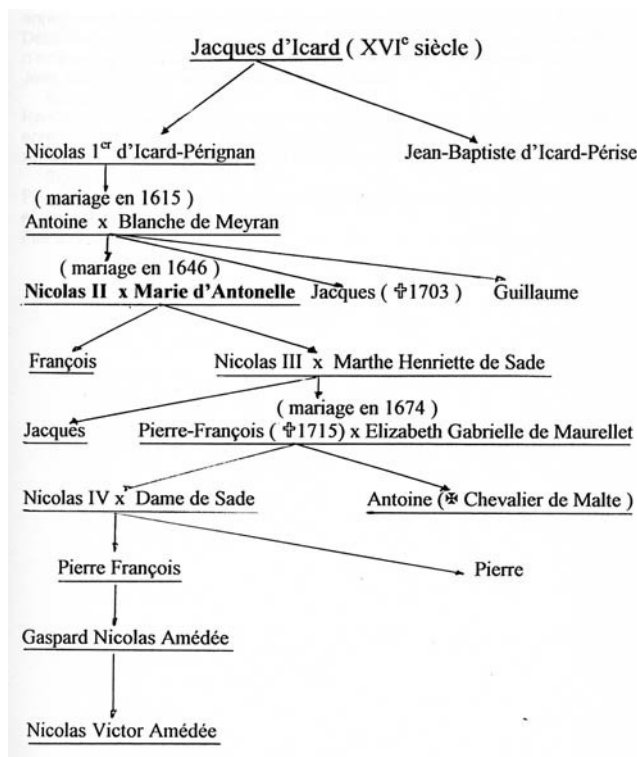 Jacques d'Icard ( XVIe siècle )
Nicolas 1er d'Icard-Pérignan Jean-Baptiste d'Icard-Périse
( mariage en 1615 )
Antoine x Blanche de Meyran
( mariage en 1646 )
Nicolas II x Marie d'Antonelle Jacques ( ✞1703 ) Guillaume
François Nicolas III x Marthe Henriette de Sade
( mariage en 1674 )
Jacques Pierre-François ( ✞1715) x Elizabeth Gabrielle de Maurellet
Nicolas IV x Dame de Sade Antoine (✠ Chevalier de Malte )
Pierre François Pierre
Gaspard Nicolas Amédée
Nicolas Victor Amédée